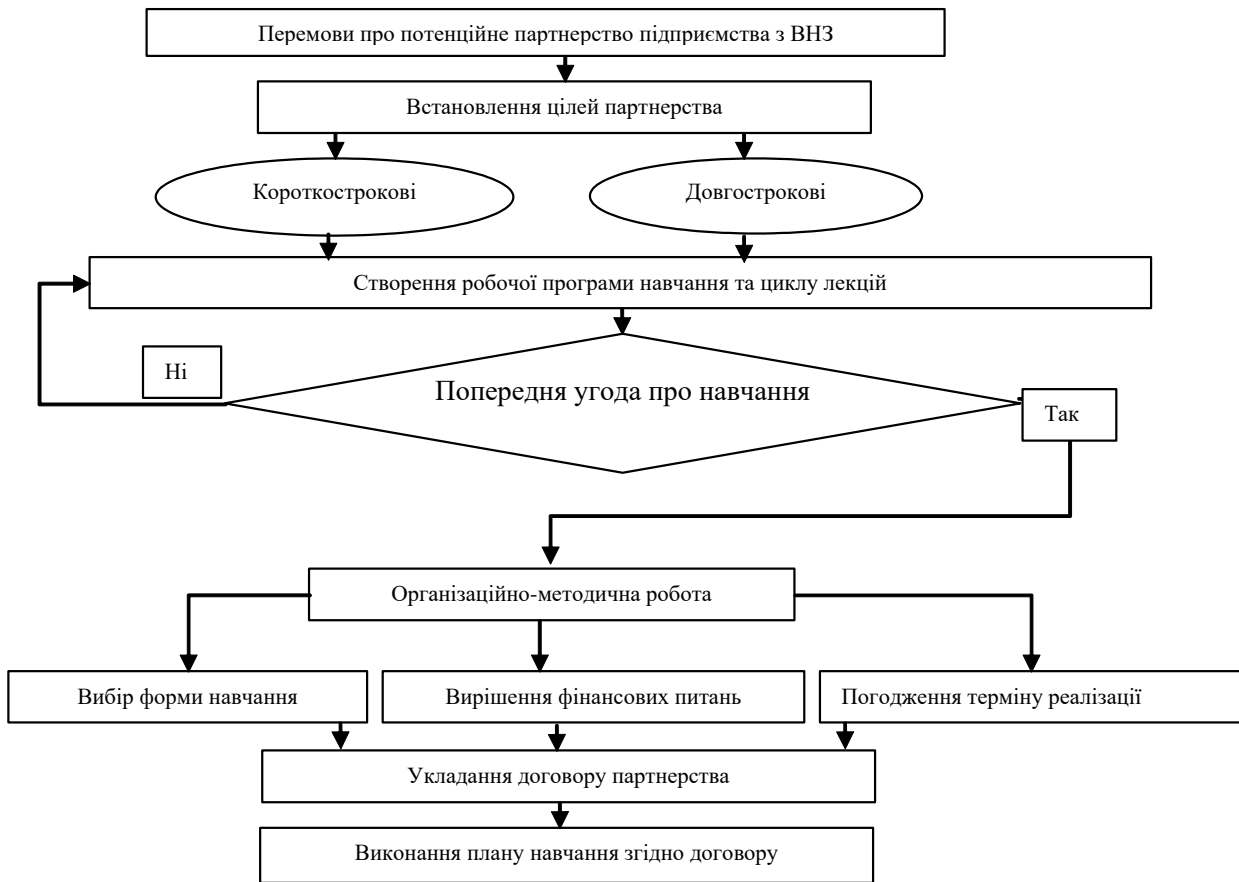 Перемови про потенційне партнерство підприємства з ВНЗ
Встановлення цілей партнерства
Короткострокові
Довгострокові
Створення робочої програми навчання та циклу лекцій
Ні
Попередня угода про навчання
Так
Організаційно-методична робота
Вибір форми навчання
Вирішення фінансових питань
Погодження терміну реалізації
Укладання договору партнерства
Виконання плану навчання згідно договору